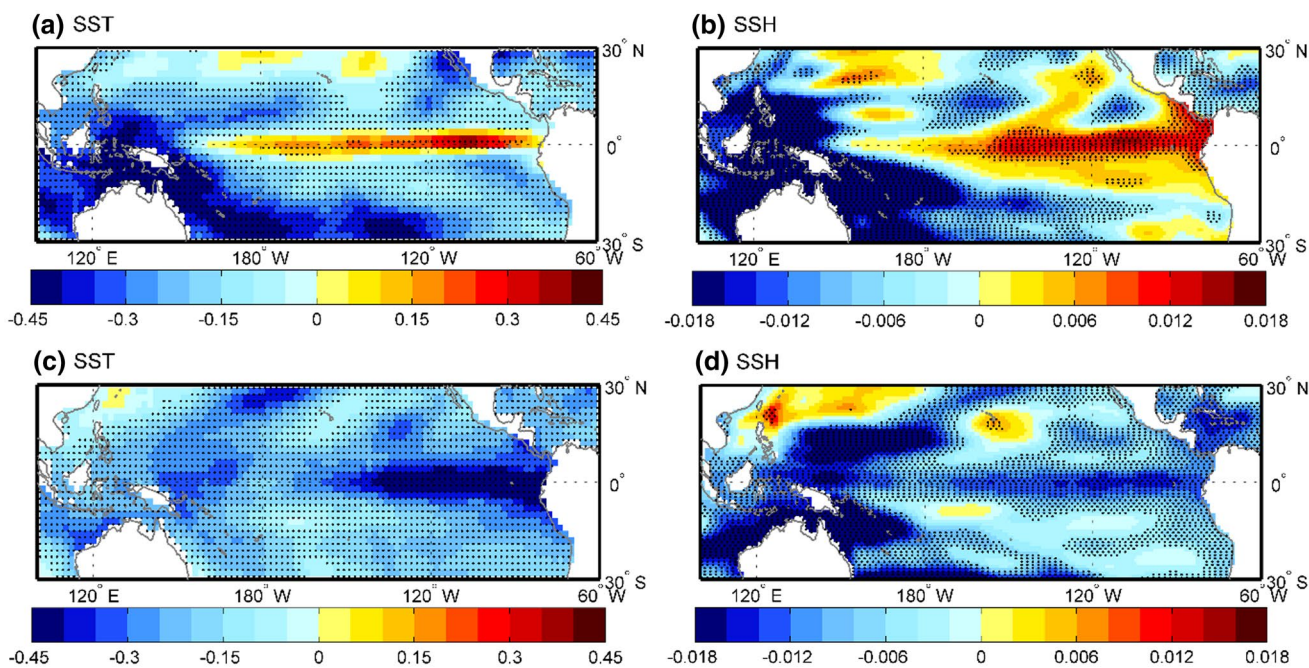 (a) SST
30° N
0°
30° S
120° E 180° W 120° W 60° W
-0.45 -0.3 -0.15 0 0.15 0.3 0.45
(b) SSH
30° N
0°
30° S
120° E 180° W 120° W 60° W
-0.018 -0.012 -0.006 0 0.006 0.012 0.018
(c) SST
30° N
0°
30° S
120° E 180° W 120° W 60° W
-0.45 -0.3 -0.15 0 0.15 0.3 0.45
(d) SSH
30° N
0°
30° S
120° E 180° W 120° W 60° W
-0.018 -0.012 -0.006 0 0.006 0.012 0.018